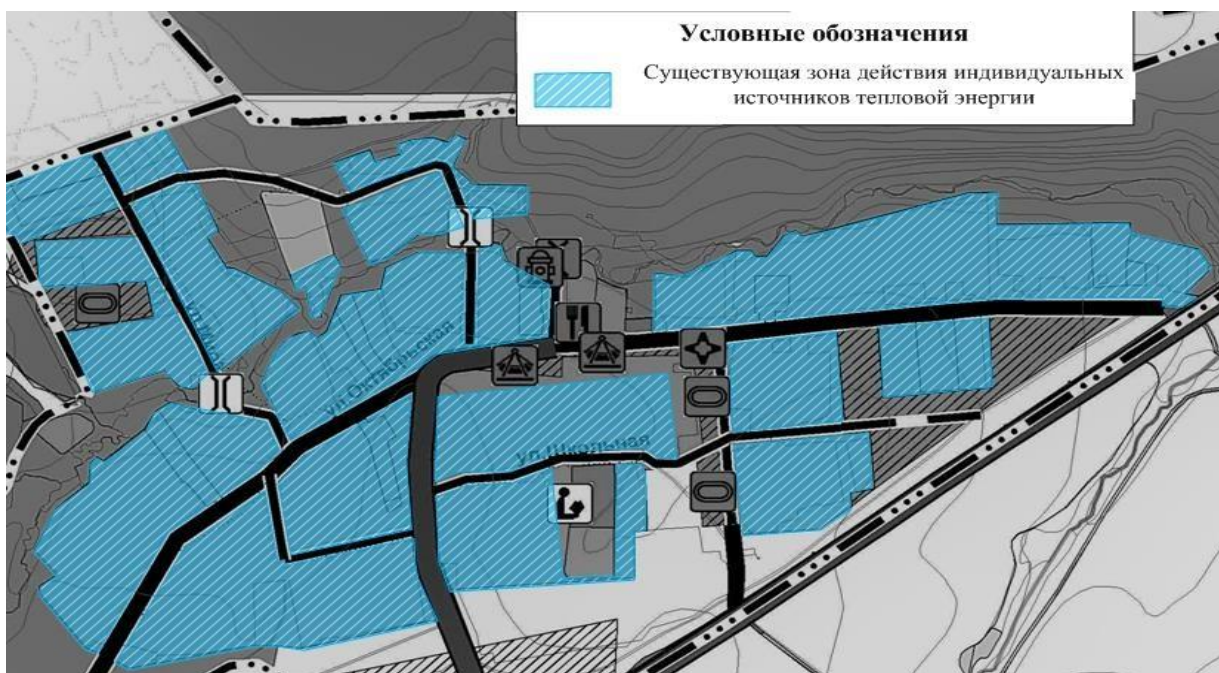 Условные обозначения
Существующая зона действия индивидуальных
источников тепловой энергии
ул.Октябрьская
ул.Школьная